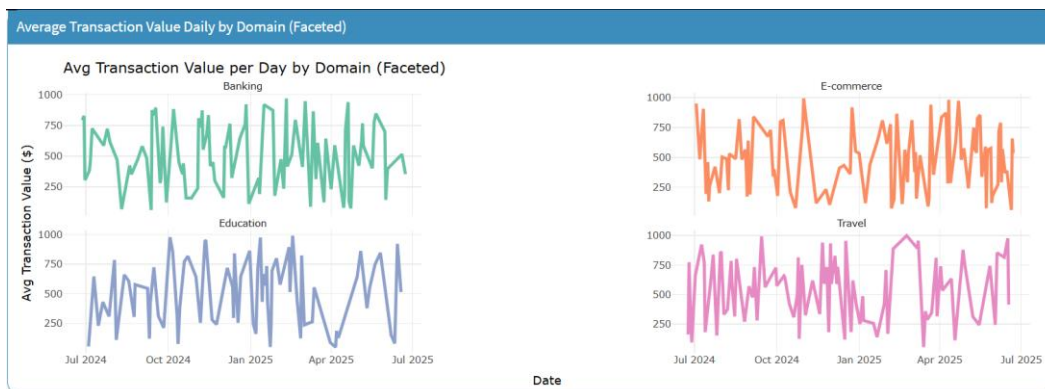 Average Transaction Value Daily by Domain (Faceted)
Avg Transaction Value per Day by Domain (Faceted)
Banking
E-commerce
1000
750
500
250
1000
750
500
250
Education
Travel
1000
750
500
250
1000
750
500
250
Avg Transaction Value ($)
Jul 2024
Oct 2024
Jan 2025
Apr 2025
Jul 2025
Jul 2024
Oct 2024
Jan 2025
Apr 2025
Jul 2025
Date